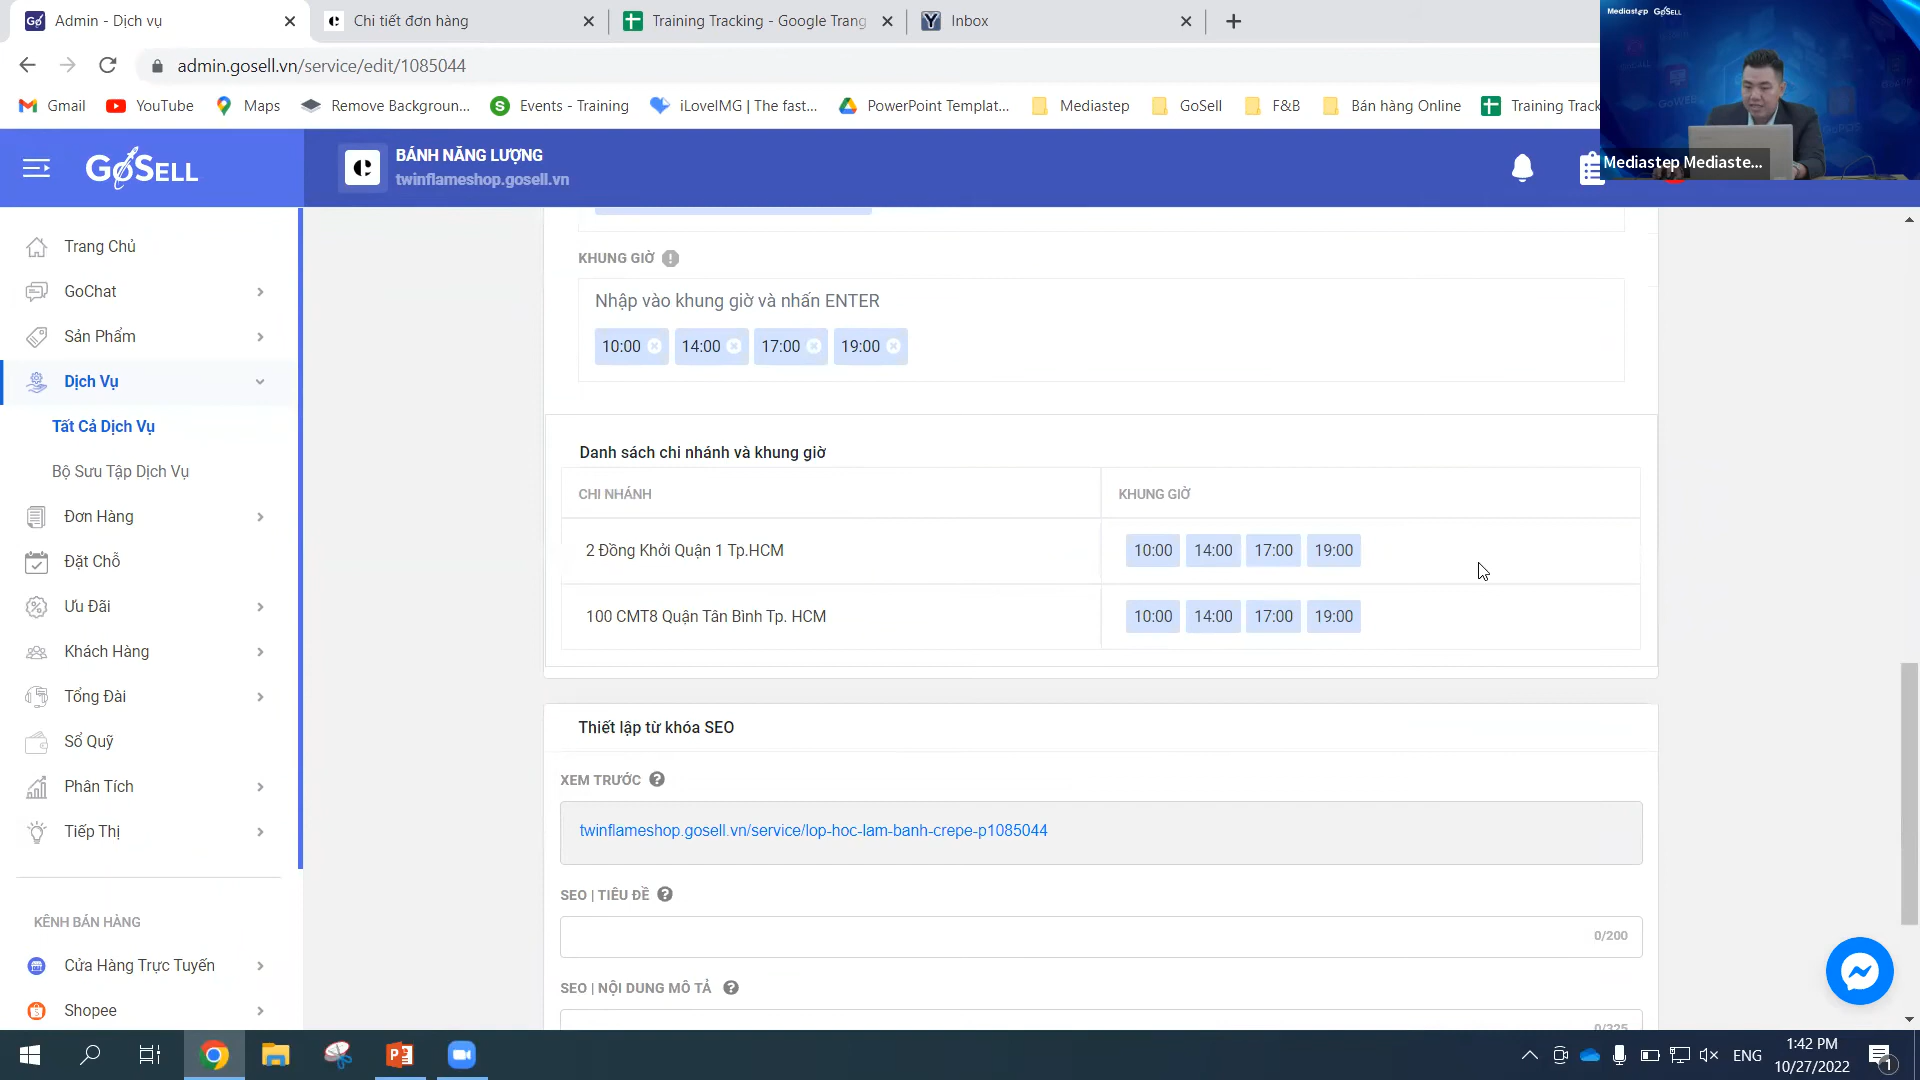 Admin - Dịch vụ
Chi tiết đơn hàng
Training Tracking - Google Trang
Inbox
admin.gosell.vn/service/edit/1085044
Gmail
YouTube
Maps
Remove Backgroun...
Events - Training
iLoveIMG | The fast...
PowerPoint Templat...
Mediastep
GoSell
F&B
Bán hàng Online
Training Track
Mediastep GoSELL
Mediastep Mediaste...
GoSELL
BÁNH NĂNG LƯỢNG
twinflameshop.gosell.vn
Trang Chủ
GoChat
Sản Phẩm
Dịch Vụ
Tất Cả Dịch Vụ
Bộ Sưu Tập Dịch Vụ
Đơn Hàng
Đặt Chỗ
Ưu Đãi
Khách Hàng
Tổng Đài
Sổ Quỹ
Phân Tích
Tiếp Thị
KÊNH BÁN HÀNG
Cửa Hàng Trực Tuyến
Shopee
KHUNG GIỜ
Nhập vào khung giờ và nhấn ENTER
10:00 14:00 17:00 19:00
Danh sách chi nhánh và khung giờ
CHI NHÁNH KHUNG GIỜ
2 Đồng Khởi Quận 1 Tp.HCM 10:00 14:00 17:00 19:00
100 CMT8 Quận Tân Bình Tp. HCM 10:00 14:00 17:00 19:00
Thiết lập từ khóa SEO
XEM TRƯỚC
twinflameshop.gosell.vn/service/lop-hoc-lam-banh-crepe-p1085044
SEO | TIÊU ĐỀ
0/200
SEO | NỘI DUNG MÔ TẢ
0/325
ENG
1:42 PM
10/27/2022
1